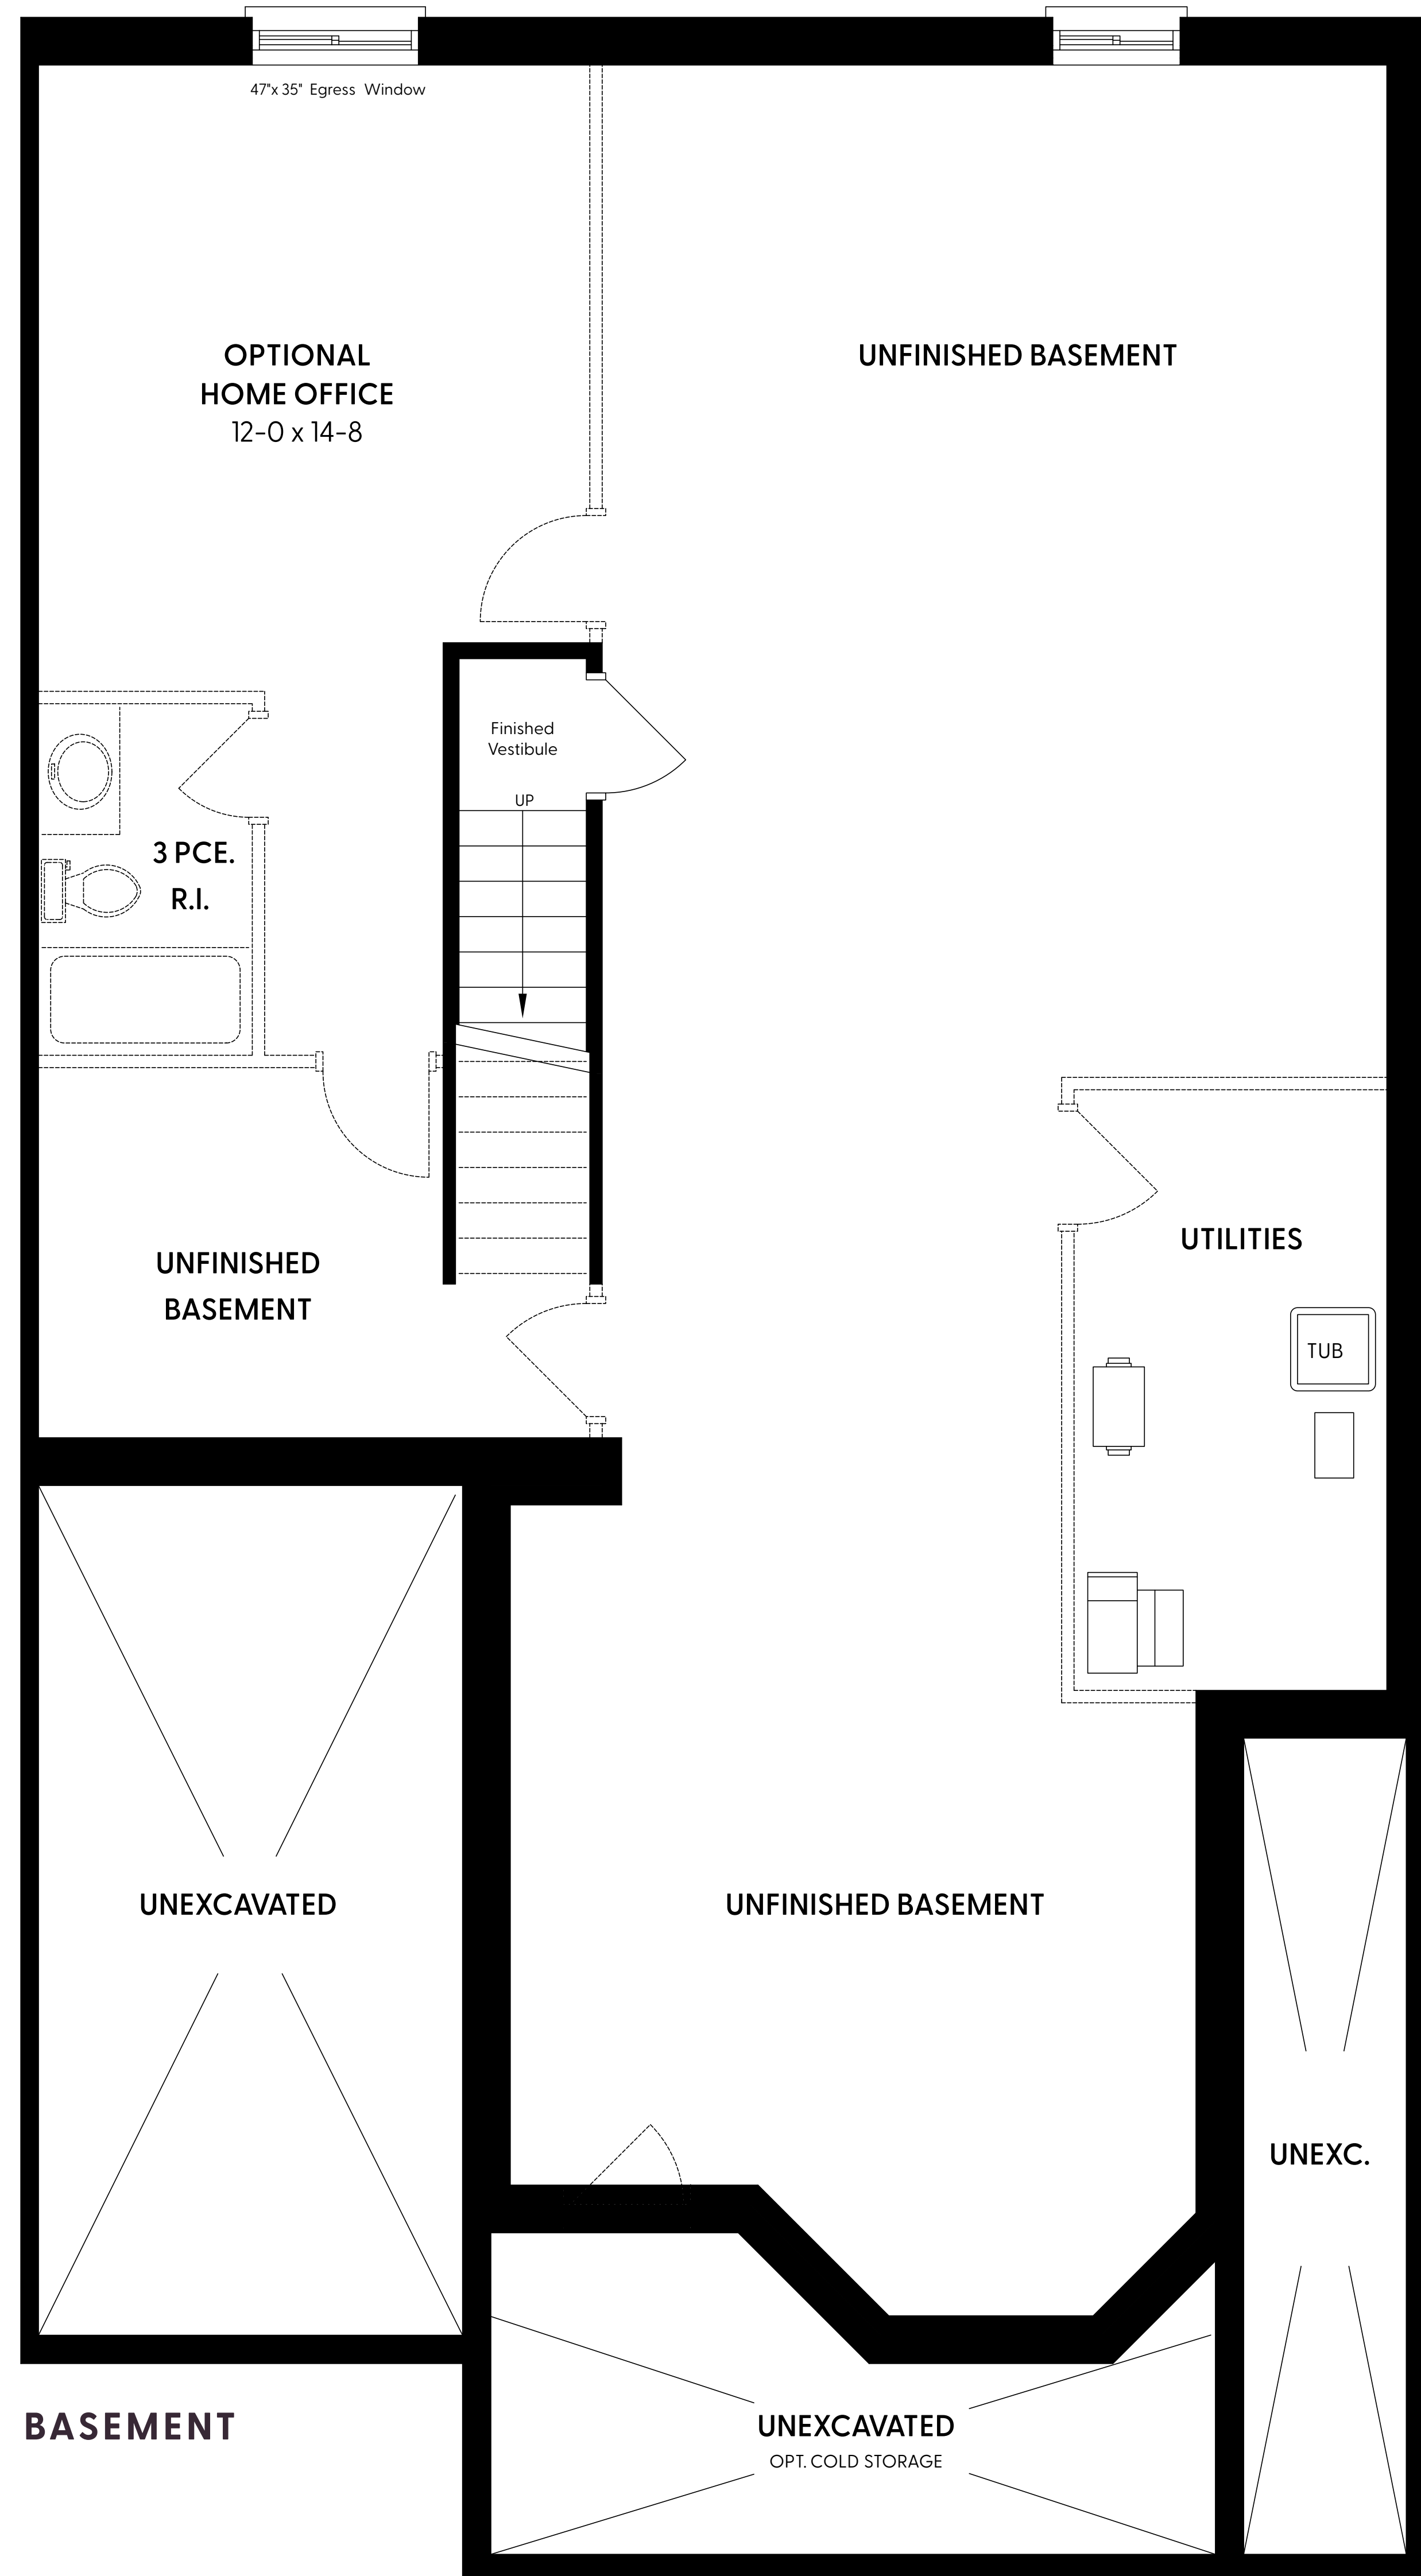 47"x 35" Egress Window
OPTIONAL
HOME OFFICE
12-0 x 14-8
UNFINISHED BASEMENT
Finished
Vestibule
UP
3 PCE.
R.I.
UTILITIES
UNFINISHED
BASEMENT
TUB
UNEXCAVATED
UNFINISHED BASEMENT
UNEXC.
BASEMENT
UNEXCAVATED
OPT. COLD STORAGE